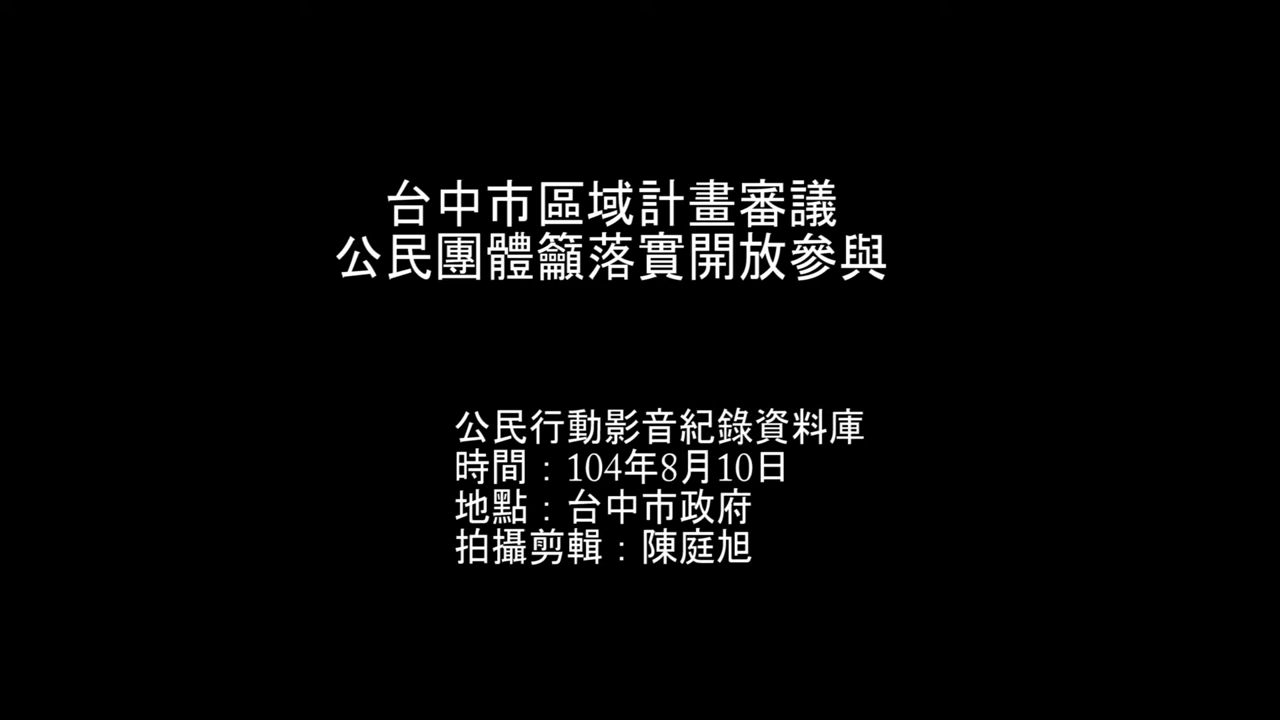 台中市區域計畫審議
公民團體籲落實開放參與
公民行動影音紀錄資料庫
時間：104年8月10日
地點：台中市政府
拍攝剪輯：陳庭旭